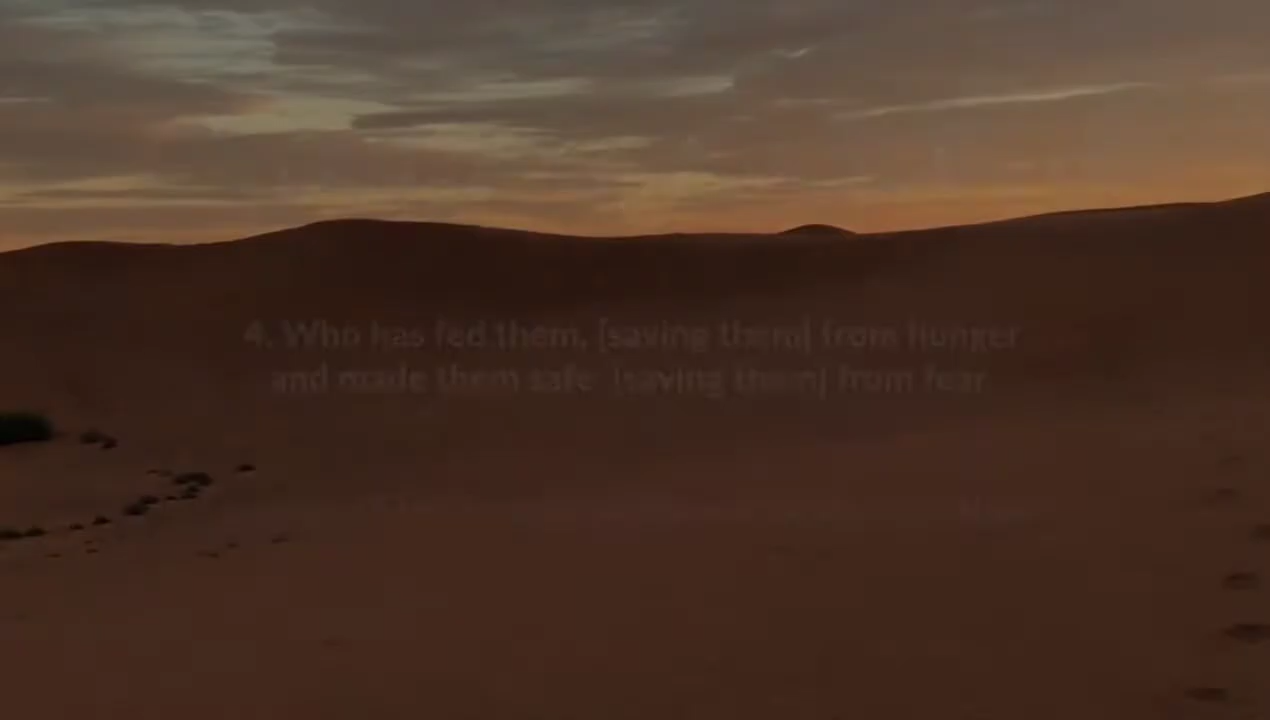 4. Who has fed them, [saving them] from hunger
and made them safe, [saving them] from fear.